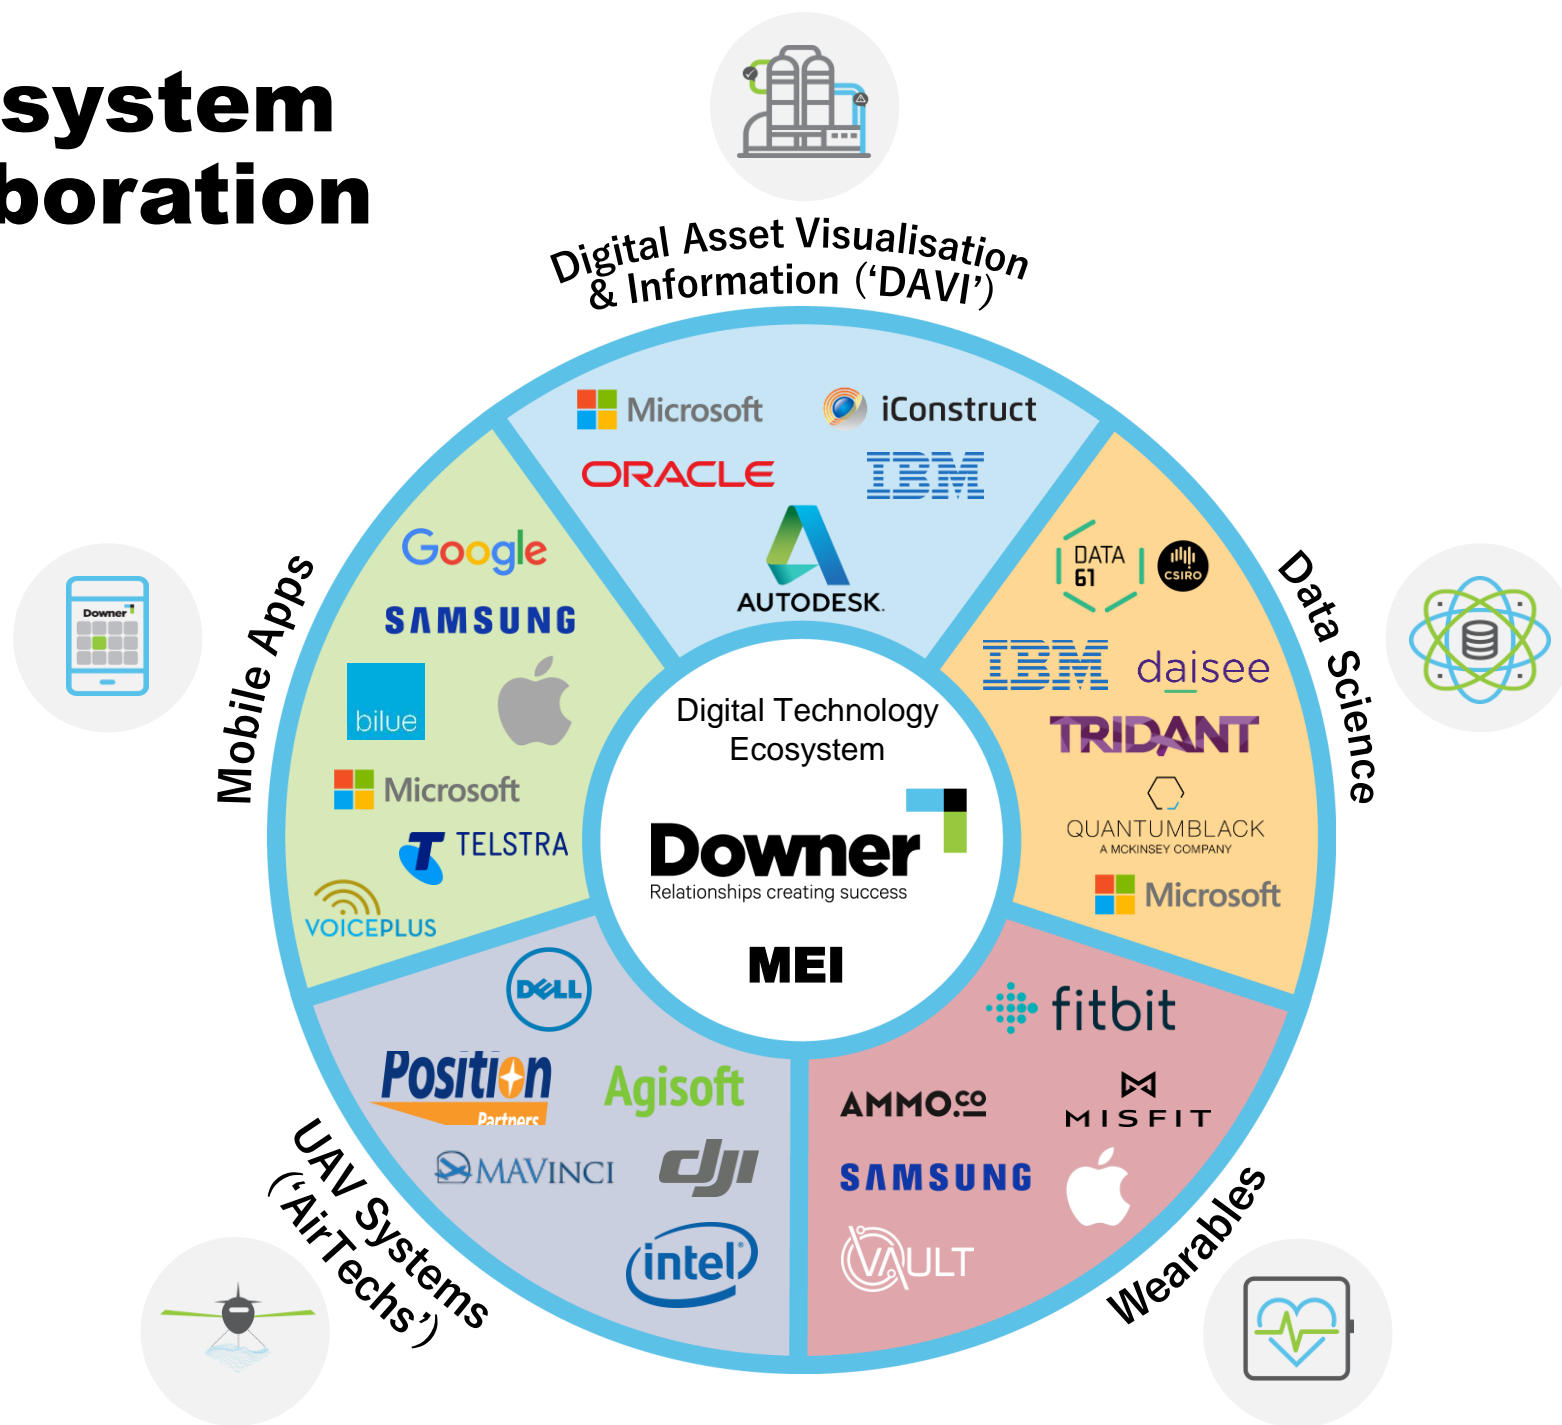 system
boration
Digital Asset Visualisation
& Information (‘DAVI’)
Microsoft
iConstruct
ORACLE
IBM
AUTODESK.
Mobile Apps
Google
SAMSUNG
bilue
Microsoft
TELSTRA
VOICEPLUS
Downer
Data Science
DATA
61
CSIRO
IBM
daisee
TRIDANT
QUANTUMBLACK
A MCKINSEY COMPANY
Microsoft
Digital Technology
Ecosystem
Downer
Relationships creating success
MEI
UAV Systems
(‘AirTechs’)
DELL
Position
Partners
Agisoft
MAVINCI
dji
intel
Wearables
fitbit
AMMO.CO
MISFIT
SAMSUNG
VAULT